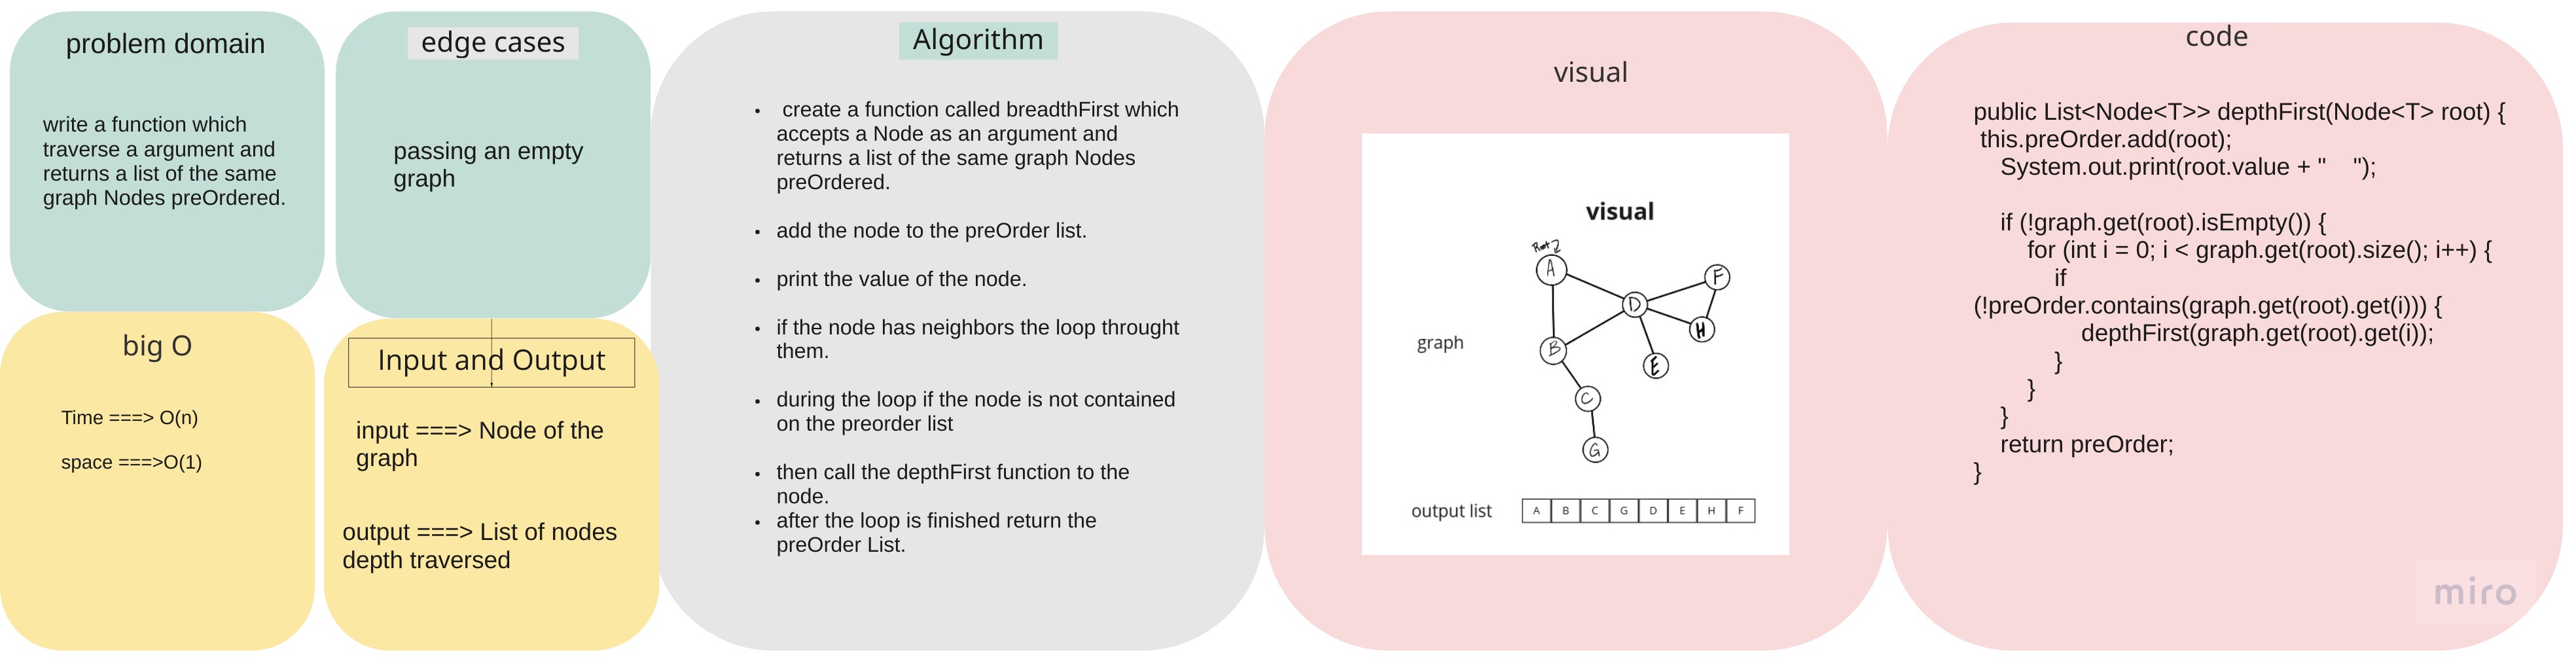 problem domain
write a function which
traverse a argument and
returns a list of the same
graph Nodes preOrdered.
edge cases
passing an empty
graph
big O
Time ===> O(n)
space ===>O(1)
Input and Output
input ===> Node of the
graph
output ===> List of nodes
depth traversed
Algorithm
• create a function called breadthFirst which
accepts a Node as an argument and
returns a list of the same graph Nodes
preOrdered.
• add the node to the preOrder list.
• print the value of the node.
• if the node has neighbors the loop throught
them.
• during the loop if the node is not contained
on the preorder list
• then call the depthFirst function to the
node.
• after the loop is finished return the
preOrder List.
visual
visual
Root
A
F
D
H
B
E
C
G
graph
output list A B C G D E H F
code
public List<Node<T>> depthFirst(Node<T> root) {
this.preOrder.add(root);
System.out.print(root.value + "    ");
if (!graph.get(root).isEmpty()) {
for (int i = 0; i < graph.get(root).size(); i++) {
if
(!preOrder.contains(graph.get(root).get(i))) {
depthFirst(graph.get(root).get(i));
}
}
}
return preOrder;
}
miro